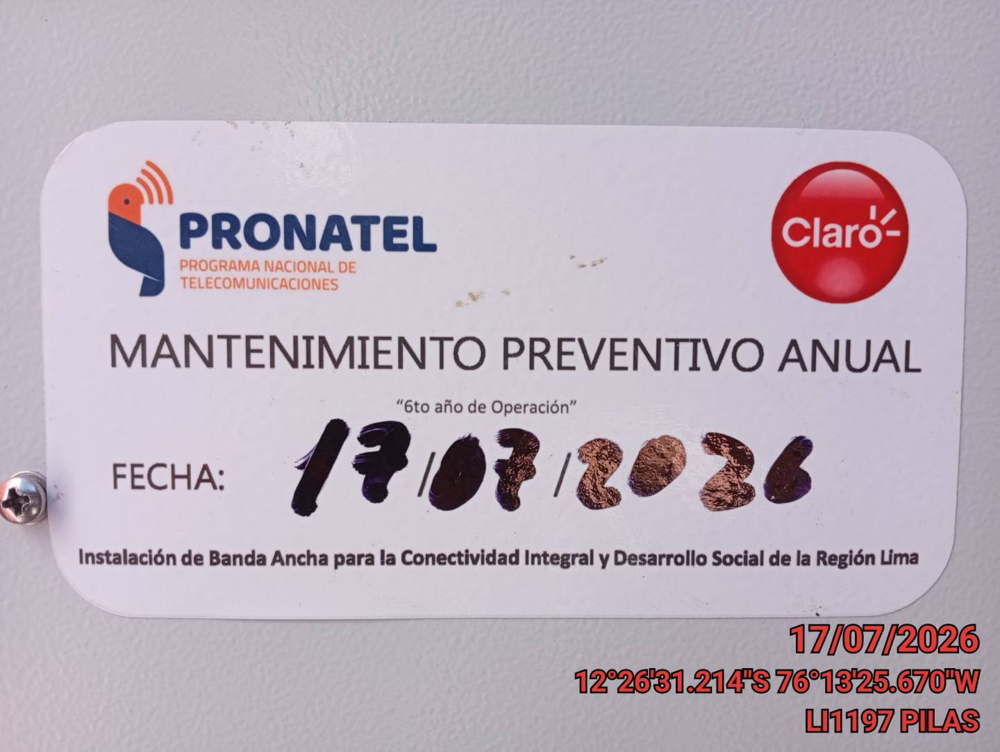 PRONATEL
PROGRAMA NACIONAL DE
TELECOMUNICACIONES
Claro
MANTENIMIENTO PREVENTIVO ANUAL
“6to año de Operación”
FECHA: 17/07/2026
Instalación de Banda Ancha para la Conectividad Integral y Desarrollo Social de la Región Lima
17/07/2026
12°26'31.214"S 76°13'25.670"W
LI1197 PILAS